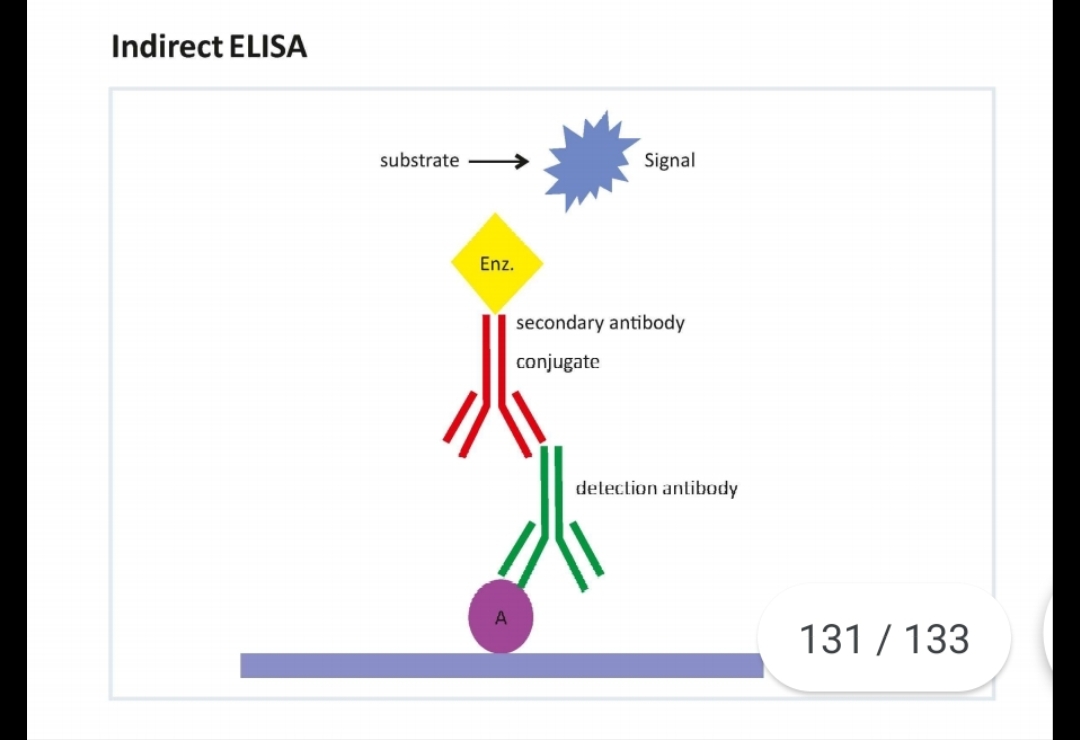 Indirect ELISA
substrate
Signal
Enz.
secondary antibody
conjugate
detection antibody
A
131 / 133